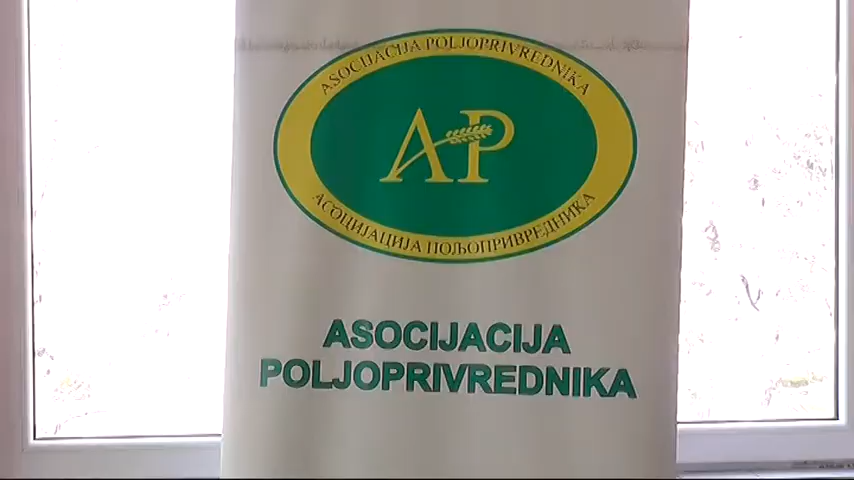 ASOCIJACIJA POLJOPRIVREDNIKA
AP
АСОЦИЈАЦИЈА ПОЉОПРИВРЕДНИКА
ASOCIJACIJA
POLJOPRIVREDNIKA